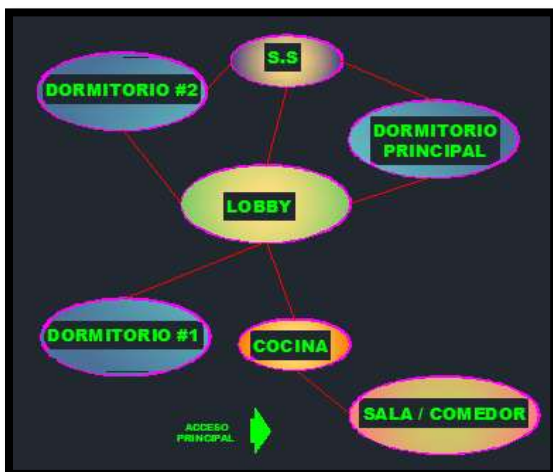 S.S
DORMITORIO #2
DORMITORIO
PRINCIPAL
LOBBY
DORMITORIO #1
COCINA
SALA / COMEDOR
ACCESO
PRINCIPAL